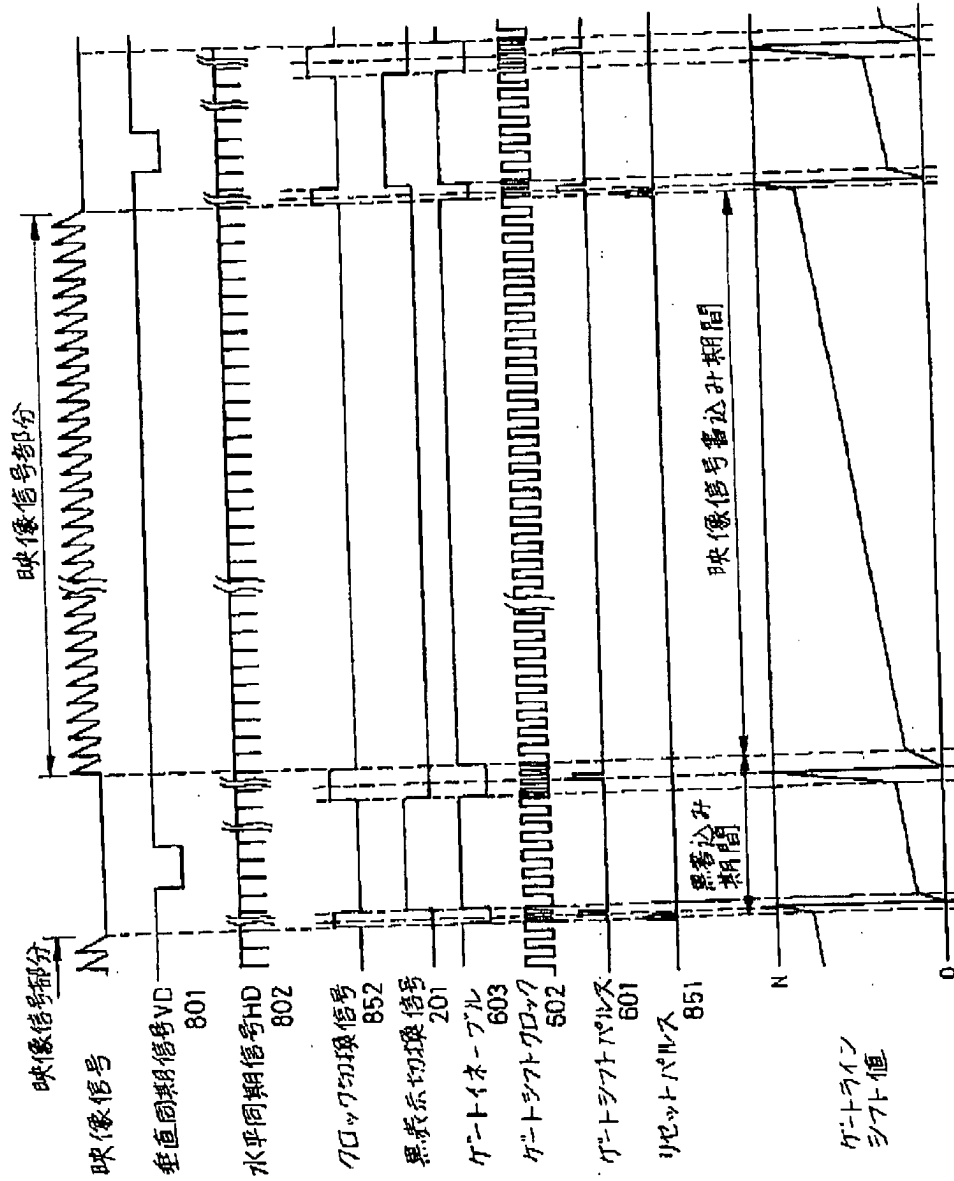 映像信号部分
映像信号部分
映像信号
垂直同期信号VD
801
水平同期信号HD
802
クロック切換信号
852
黒表示切換信号
201
ゲートイネーブル
603
ゲートシフトクロック
602
ゲートシフトパルス
601
リセットパルス
851
黒書込み
期間
映像信号書込み期間
N
0
ゲートライン
シフト値